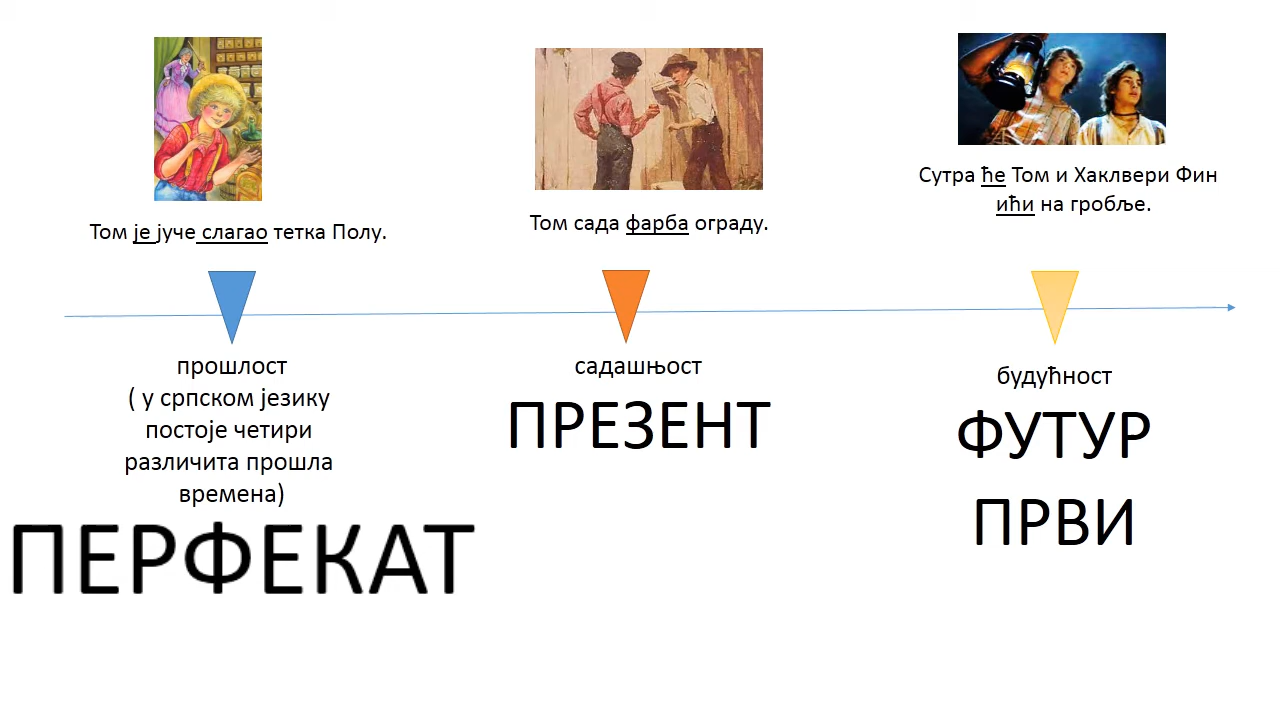 Том је јуче слагао тетка Полу.
Том сада фарба ограду.
Сутра ће Том и Хаклвери Фин
ићи на гробље.
прошлост
( у српском језику
постоје четири
различита прошла
времена)
ПЕРФЕКАТ
садашњост
ПРЕЗЕНТ
будућност
ФУТУР
ПРВИ